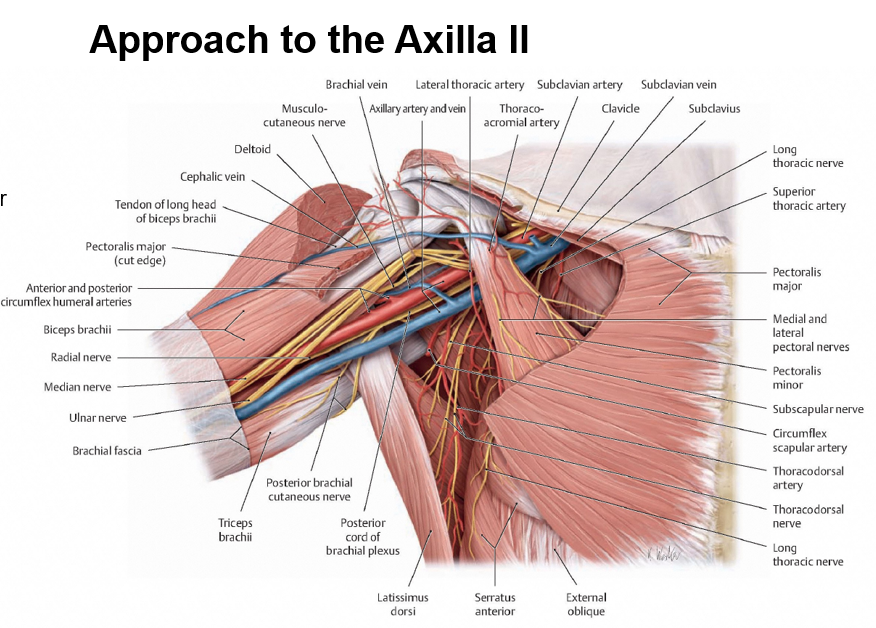 Approach to the Axilla II
r
Brachial vein
Lateral thoracic artery
Subclavian artery
Subclavian vein
Musculo-
cutaneous nerve
Axillary artery and vein
Thoraco-
acromial artery
Clavicle
Subclavius
Deltoid
Cephalic vein
Tendon of long head
of biceps brachii
Pectoralis major
(cut edge)
Anterior and posterior
circumflex humeral arteries
Biceps brachii
Radial nerve
Median nerve
Ulnar nerve
Brachial fascia
Long
thoracic nerve
Superior
thoracic artery
Pectoralis
major
Medial and
lateral
pectoral nerves
Pectoralis
minor
Subscapular nerve
Circumflex
scapular artery
Thoracodorsal
artery
Thoracodorsal
nerve
Long
thoracic nerve
Posterior brachial
cutaneous nerve
Triceps
brachii
Posterior
cord of
brachial plexus
Latissimus
dorsi
Serratus
anterior
External
oblique